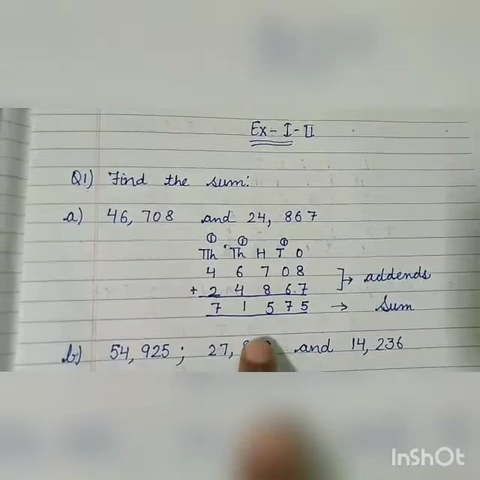 Ex-I-II
Q1) Find the sum:
a) 46, 708 and 24, 867
1 1 1
TTh Th H T O
4 6 7 0 8
+ 2 4 8 6 7 → addends
7 1 5 7 5 → Sum
b) 54, 925 ; 27, and 14, 236
InShOt